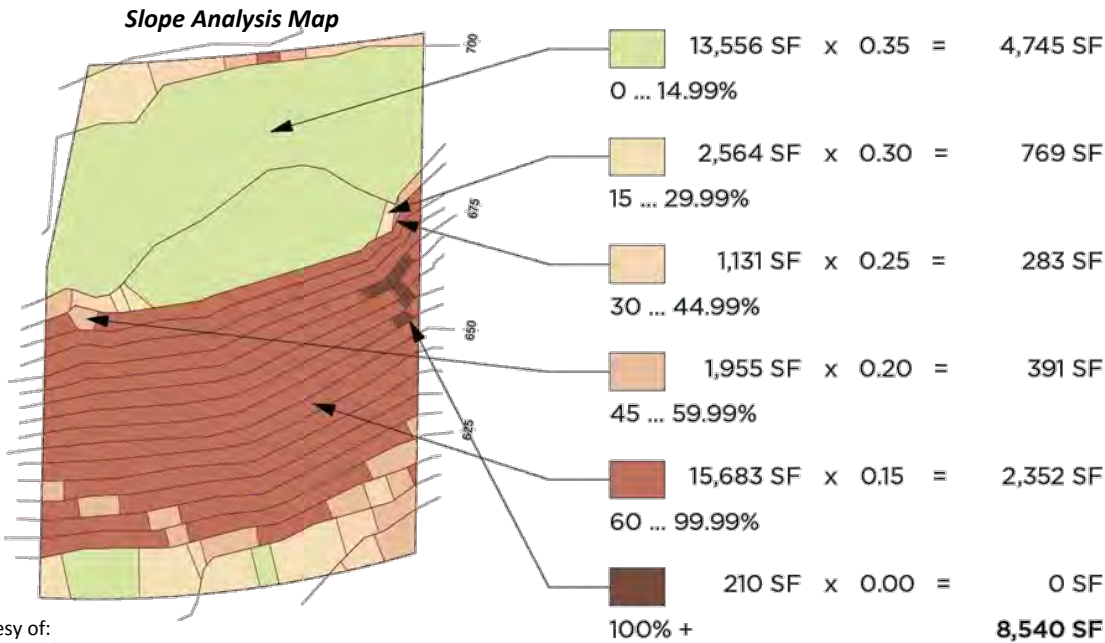 Slope Analysis Map
700
675
650
625
13,556 SF x 0.35 = 4,745 SF
0 ... 14.99%
2,564 SF x 0.30 = 769 SF
15 ... 29.99%
1,131 SF x 0.25 = 283 SF
30 ... 44.99%
1,955 SF x 0.20 = 391 SF
45 ... 59.99%
15,683 SF x 0.15 = 2,352 SF
60 ... 99.99%
210 SF x 0.00 = 0 SF
100% + 8,540 SF
esy of: